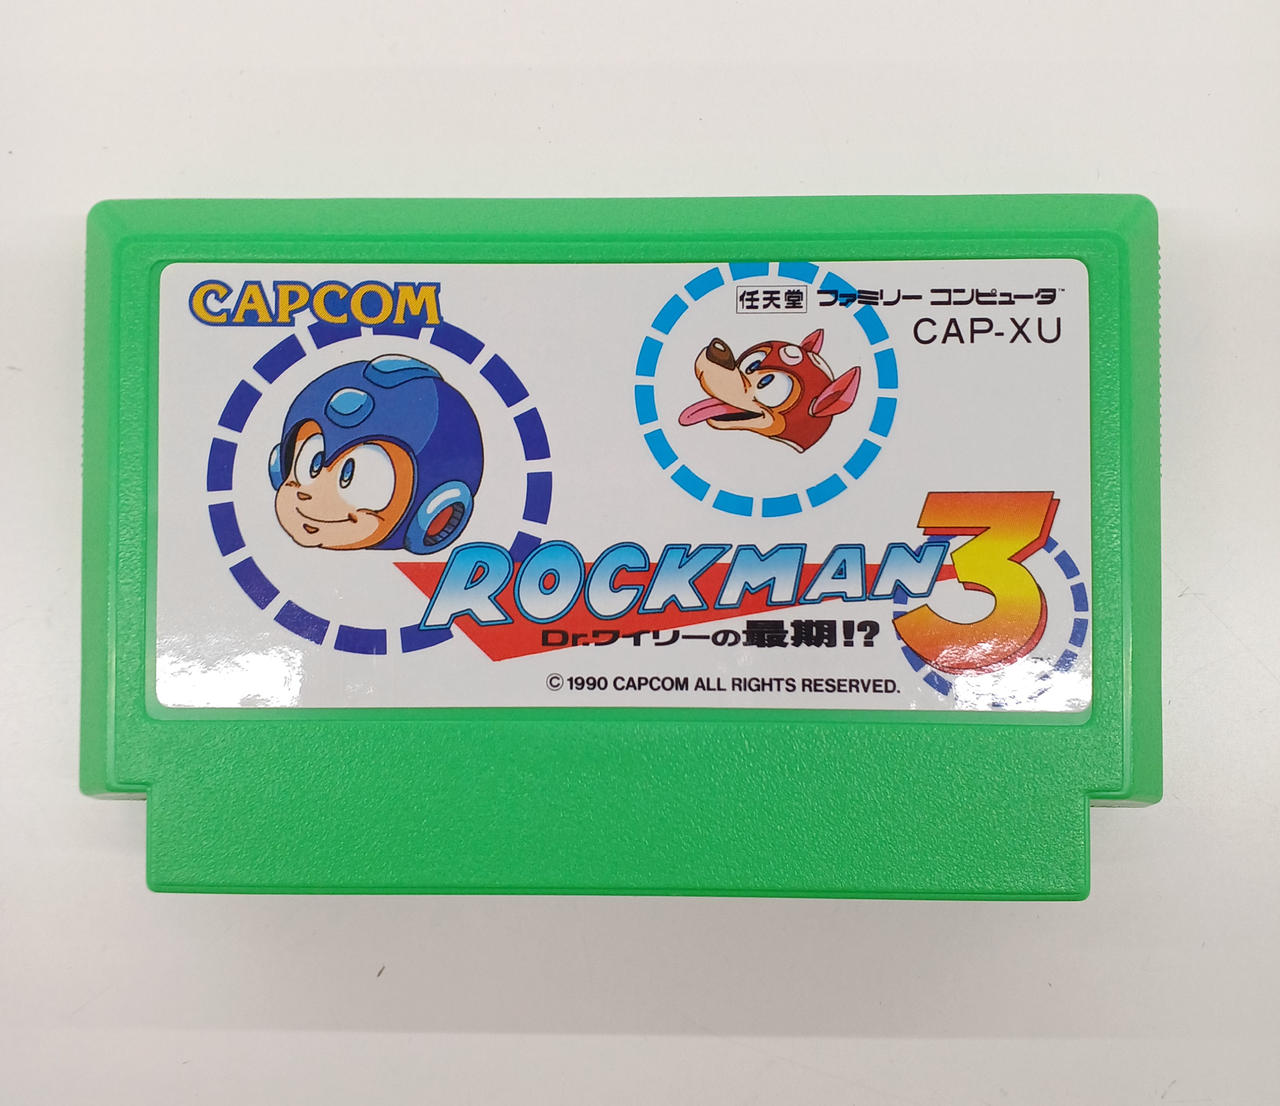 CAPCOM
任天堂 ファミリー コンピュータ™
CAP-XU
ROCKMAN 3
Dr.ワイリーの最期!?
© 1990 CAPCOM ALL RIGHTS RESERVED.